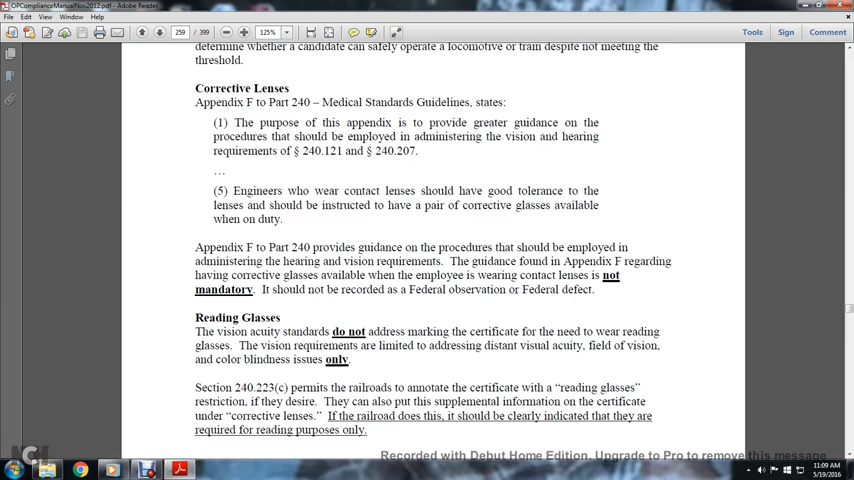 OPComplianceManualNov2012.pdf - Adobe Reader
File Edit View Window Help
259 / 399 125% Tools Sign Comment
determine whether a candidate can safely operate a locomotive or train despite not meeting the
threshold.
Corrective Lenses
Appendix F to Part 240 – Medical Standards Guidelines, states:
(1) The purpose of this appendix is to provide greater guidance on the
procedures that should be employed in administering the vision and hearing
requirements of § 240.121 and § 240.207.
…
(5) Engineers who wear contact lenses should have good tolerance to the
lenses and should be instructed to have a pair of corrective glasses available
when on duty.
Appendix F to Part 240 provides guidance on the procedures that should be employed in
administering the hearing and vision requirements. The guidance found in Appendix F regarding
having corrective glasses available when the employee is wearing contact lenses is not
mandatory. It should not be recorded as a Federal observation or Federal defect.
Reading Glasses
The vision acuity standards do not address marking the certificate for the need to wear reading
glasses. The vision requirements are limited to addressing distant visual acuity, field of vision,
and color blindness issues only.
Section 240.223(c) permits the railroads to annotate the certificate with a “reading glasses”
restriction, if they desire. They can also put this supplemental information on the certificate
under “corrective lenses.” If the railroad does this, it should be clearly indicated that they are
required for reading purposes only.
Recorded with Debut Home Edition. Upgrade to Pro to remove this message
11:09 AM
5/19/2016